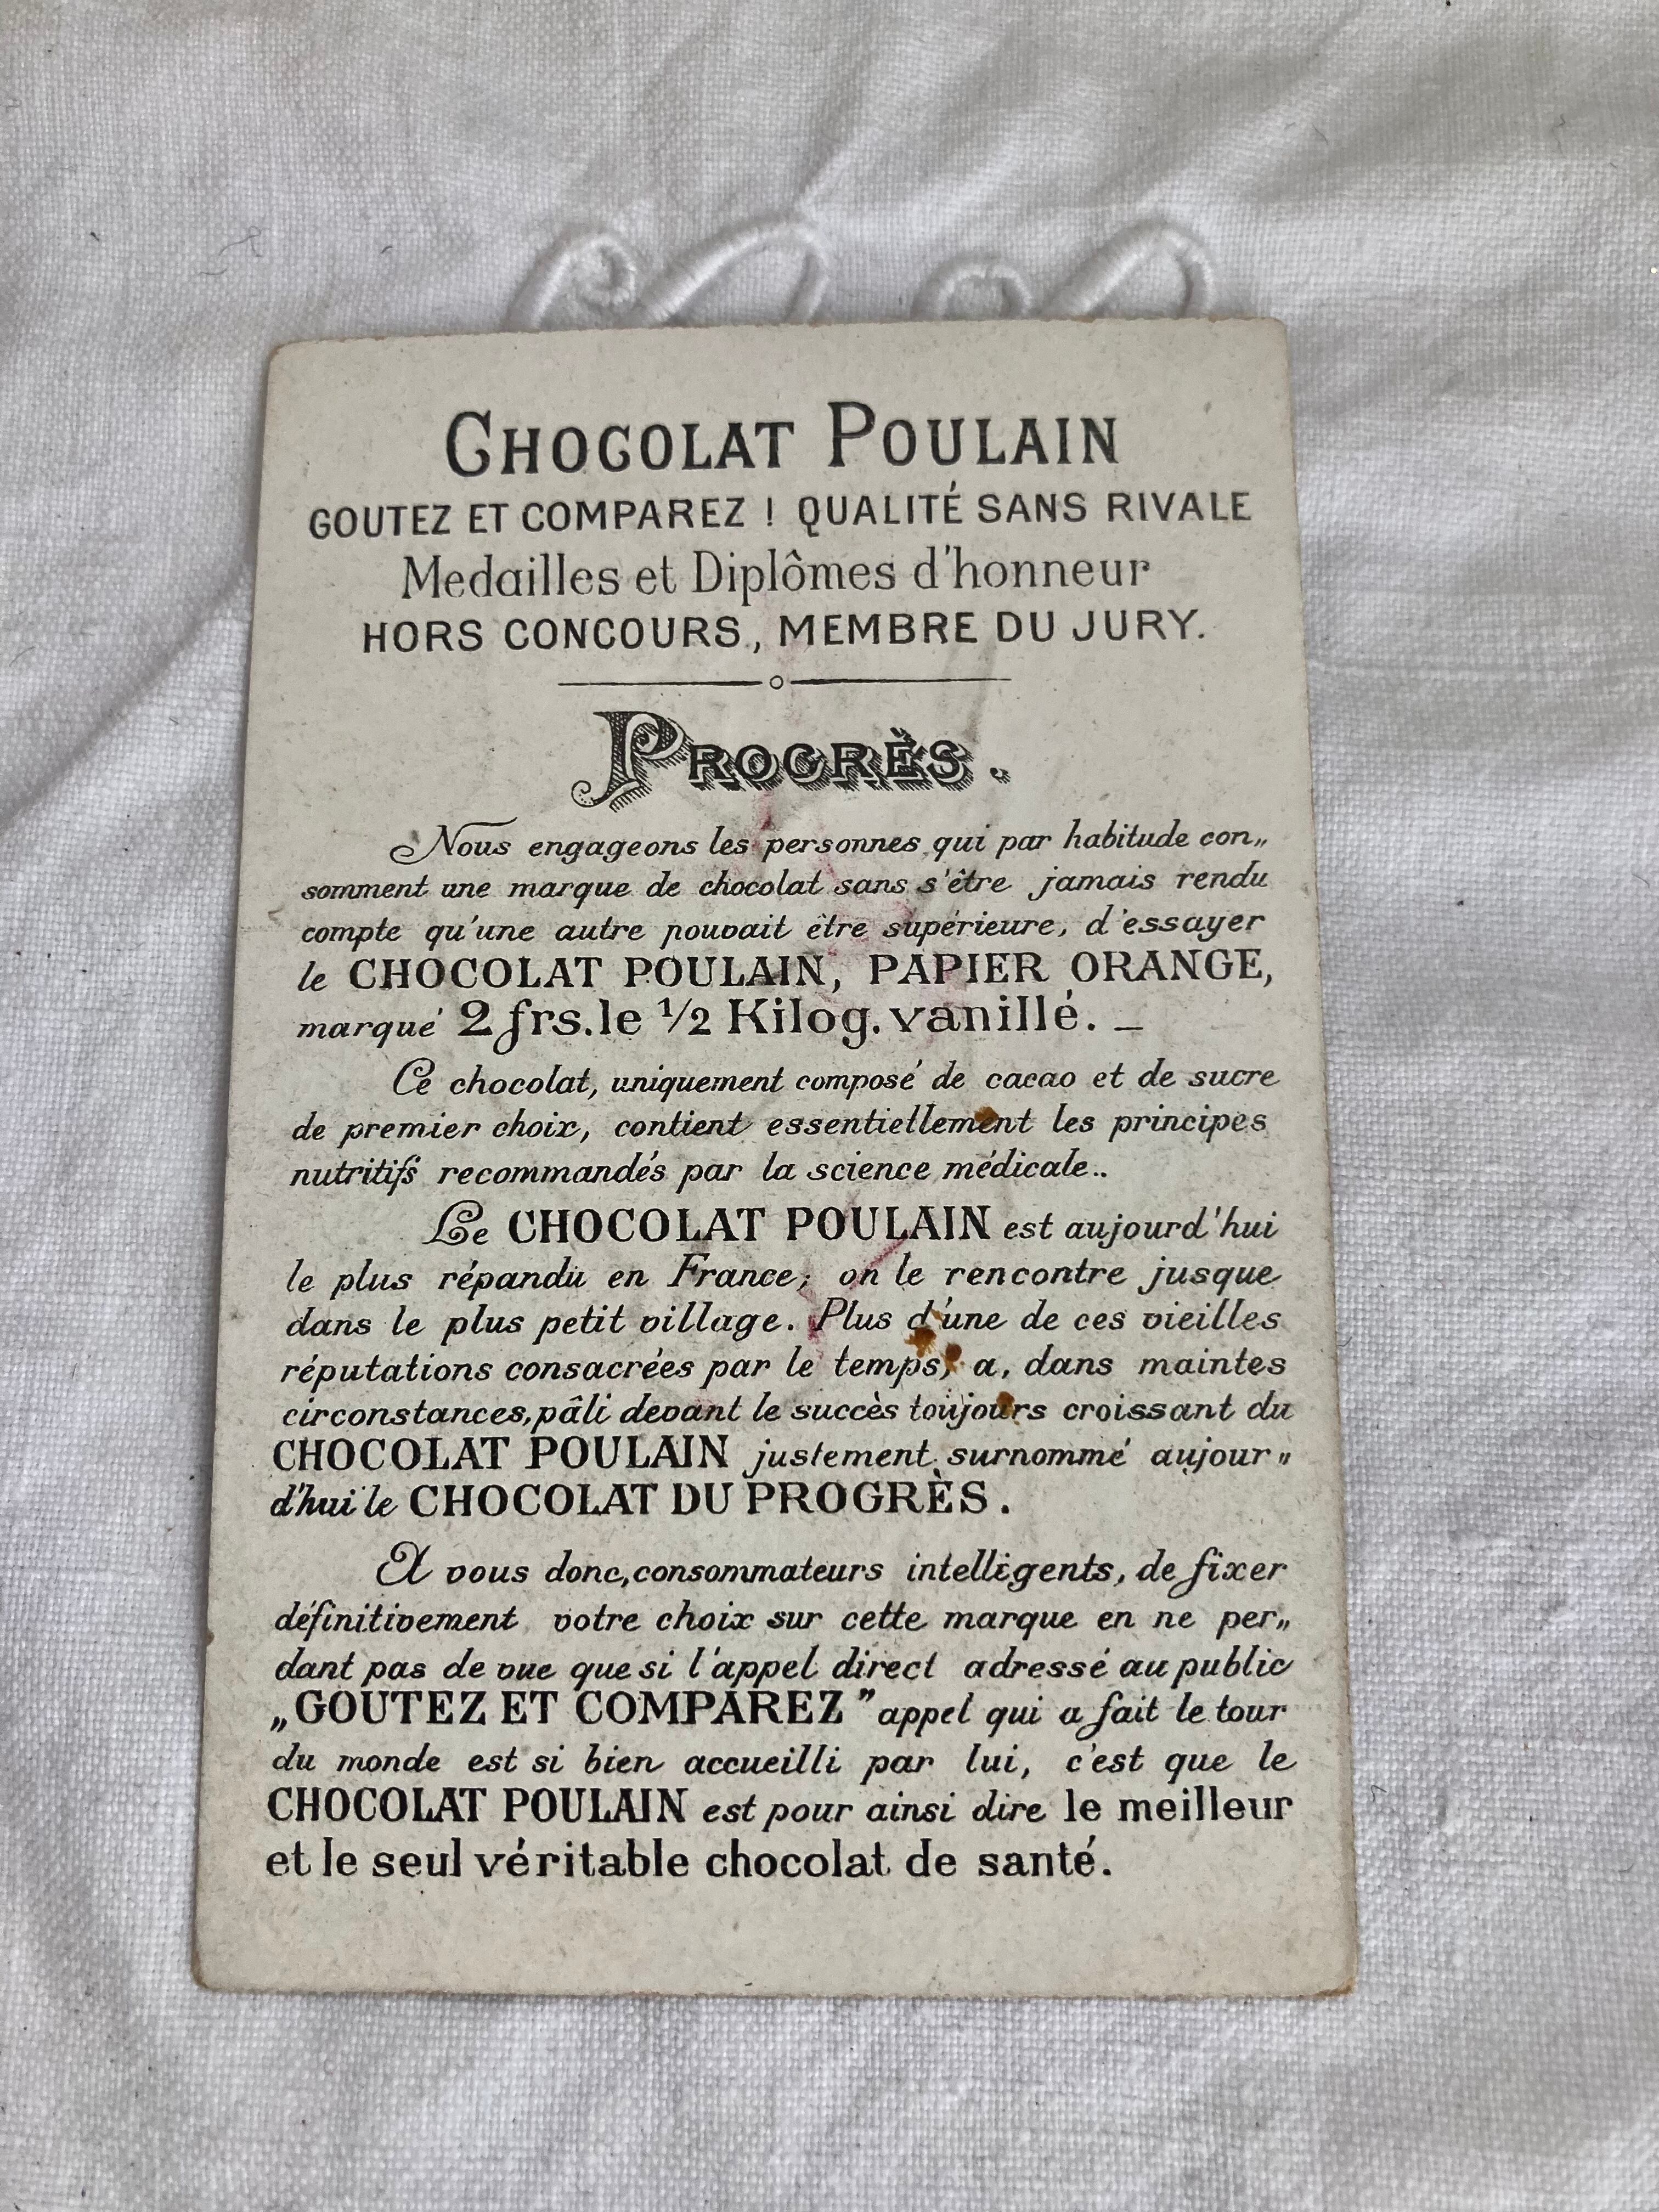 CHOCOLAT POULAIN
GOUTEZ ET COMPAREZ ! QUALITÉ SANS RIVALE
Medailles et Diplômes d'honneur
HORS CONCOURS, MEMBRE DU JURY.
PROGRÈS.
Nous engageons les personnes qui par habitude con„
somment une marque de chocolat sans s'être jamais rendu
compte qu'une autre pouvait être supérieure, d'essayer
le CHOCOLAT POULAIN, PAPIER ORANGE,
marqué 2 frs. le ½ Kilog. vanillé. _
Ce chocolat, uniquement composé de cacao et de sucre
de premier choix, contient essentiellement les principes
nutritifs recommandés par la science médicale..
Le CHOCOLAT POULAIN est aujourd'hui
le plus répandu en France; on le rencontre jusque
dans le plus petit village. Plus d'une de ces vieilles
réputations consacrées par le temps, a, dans maintes
circonstances, pâli devant le succès toujours croissant du
CHOCOLAT POULAIN justement surnommé aujour„
d'hui le CHOCOLAT DU PROGRÈS.
A vous donc, consommateurs intelligents, de fixer
définitivement votre choix sur cette marque en ne per„
dant pas de vue que si l'appel direct adressé au public
„GOUTEZ ET COMPAREZ" appel qui a fait le tour
du monde est si bien accueilli par lui, c'est que le
CHOCOLAT POULAIN est pour ainsi dire le meilleur
et le seul véritable chocolat de santé.